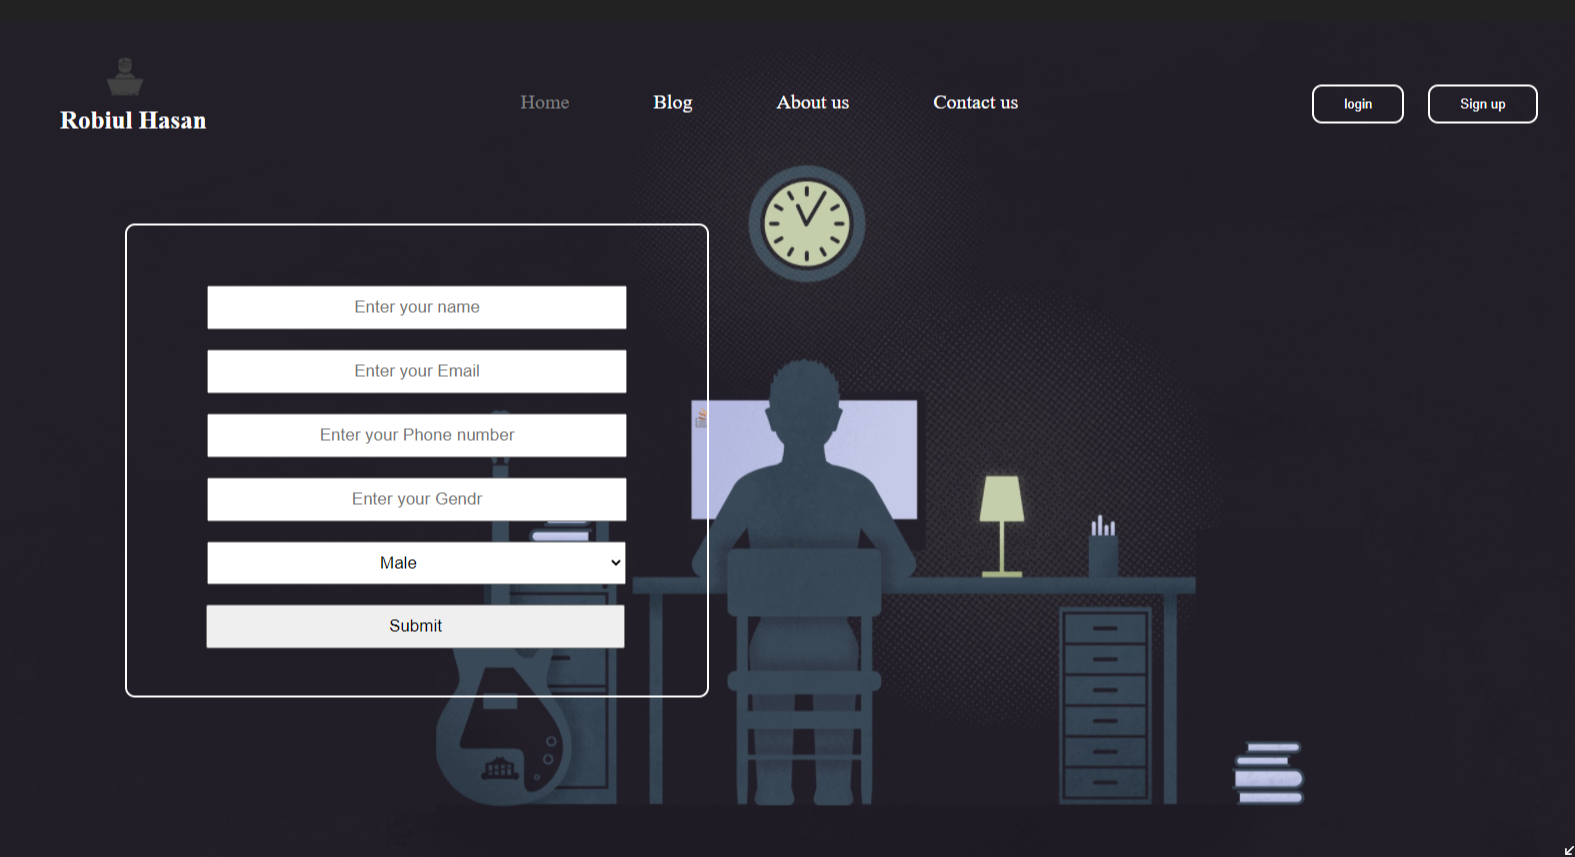 Robiul Hasan
Home
Blog
About us
Contact us
login
Sign up
Enter your name
Enter your Email
Enter your Phone number
Enter your Gendr
Male
Submit